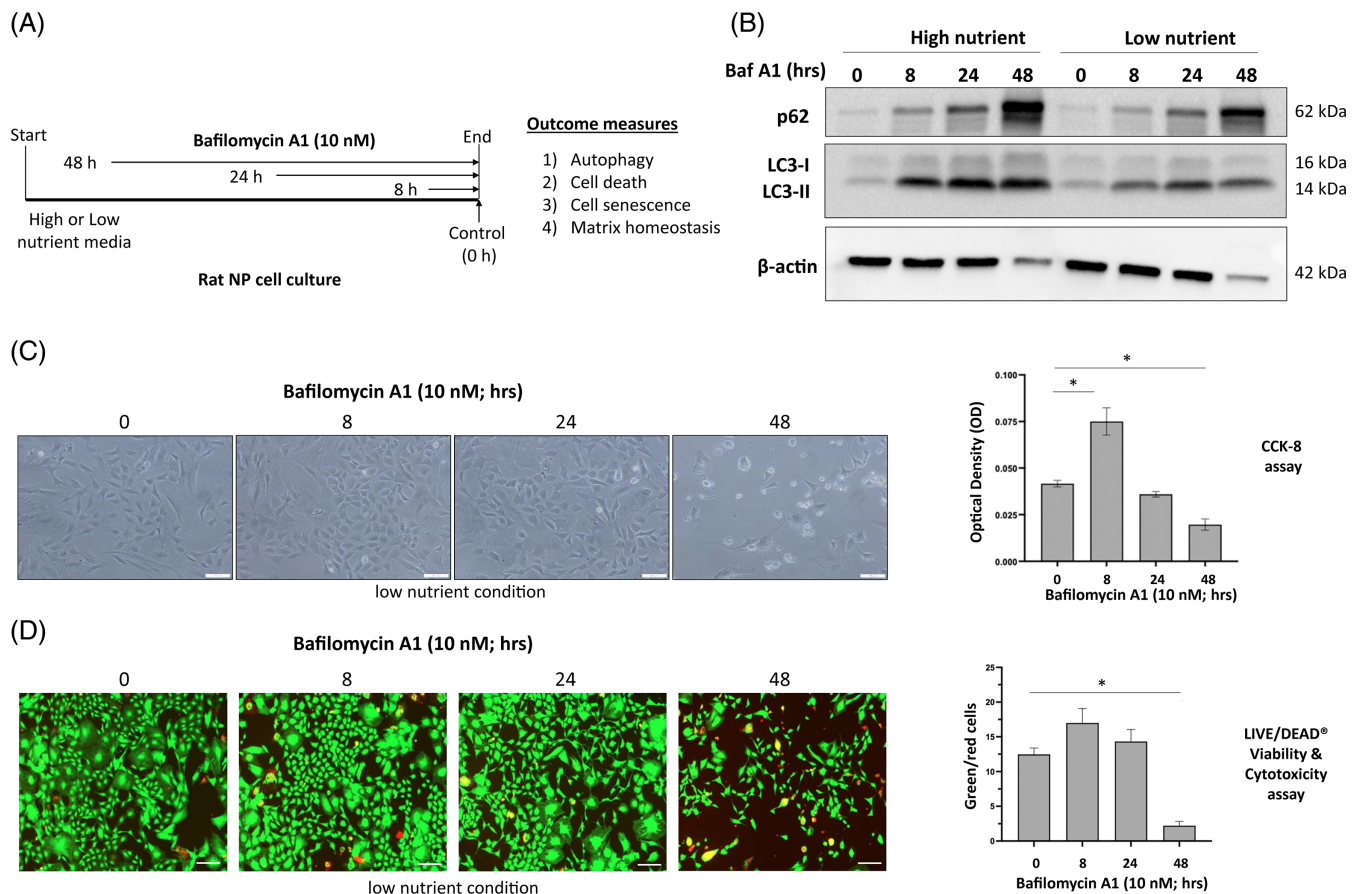 (A)
Start
Bafilomycin A1 (10 nM)
End
48 h
24 h
8 h
High or Low
nutrient media
Control
(0 h)
Rat NP cell culture
Outcome measures
1) Autophagy
2) Cell death
3) Cell senescence
4) Matrix homeostasis
(B)
High nutrient
Low nutrient
Baf A1 (hrs)
0 8 24 48 0 8 24 48
p62
62 kDa
LC3-I
16 kDa
LC3-II
14 kDa
β-actin
42 kDa
(C)
Bafilomycin A1 (10 nM; hrs)
0 8 24 48
low nutrient condition
Optical Density (OD)
0.100
0.075
0.050
0.025
0.000
*
*
0 8 24 48
Bafilomycin A1 (10 nM; hrs)
CCK-8
assay
(D)
Bafilomycin A1 (10 nM; hrs)
0 8 24 48
low nutrient condition
Green/red cells
25
20
15
10
5
0
*
0 8 24 48
Bafilomycin A1 (10 nM; hrs)
LIVE/DEAD®
Viability &
Cytotoxicity
assay